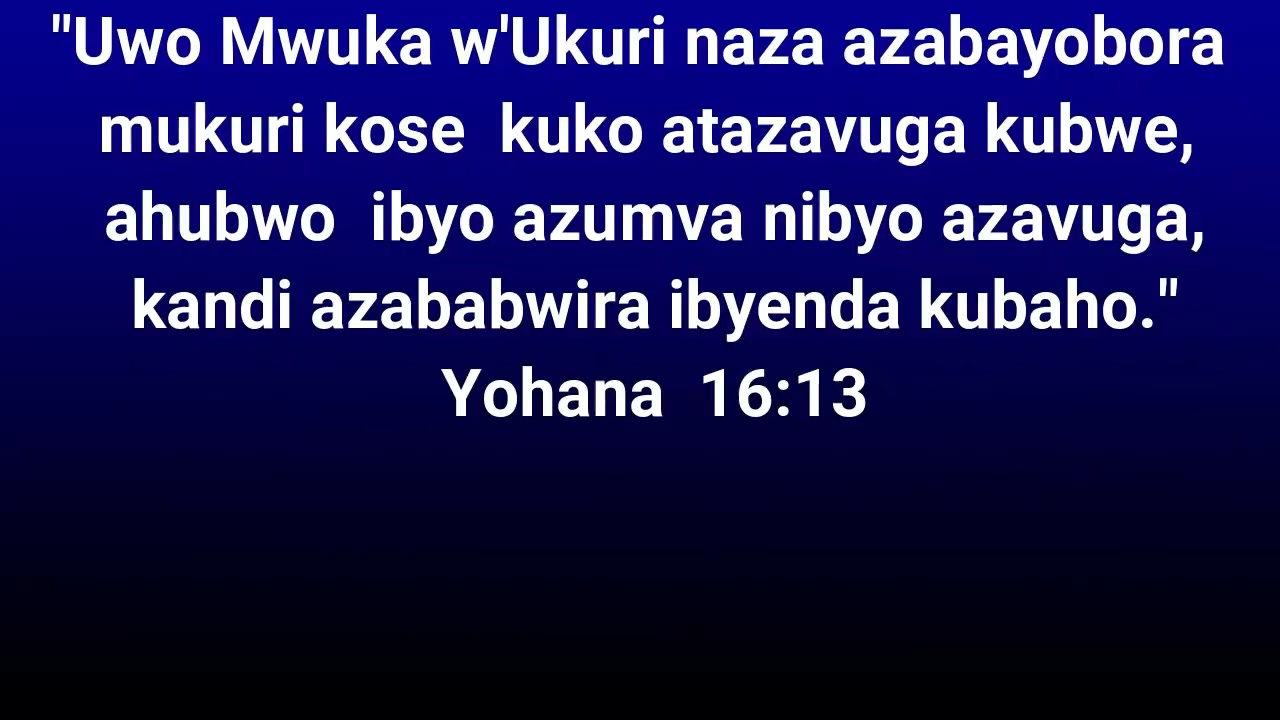 "Uwo Mwuka w'Ukuri naza azabayobora
mukuri kose  kuko atazavuga kubwe,
ahubwo  ibyo azumva nibyo azavuga,
kandi azababwira ibyenda kubaho."
Yohana  16:13